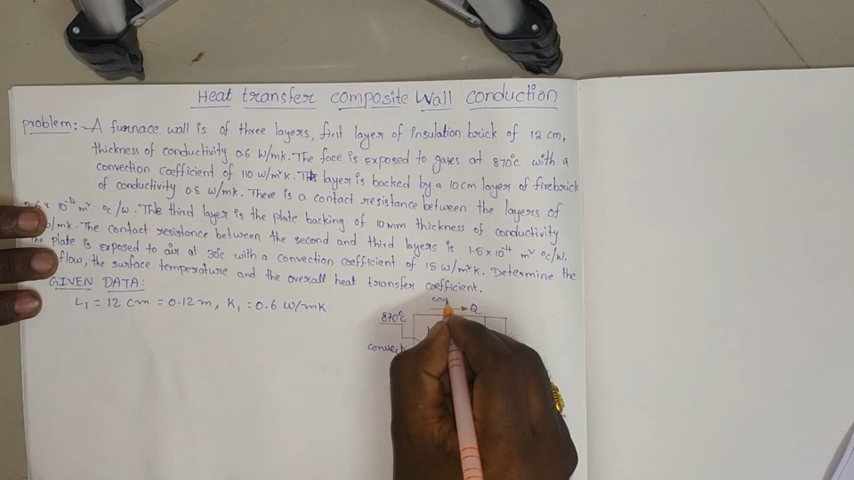 Heat transfer composite Wall conduction
problem:- A furnace wall is of three layers, first layer of insulation brick of 12 cm,
thickness of conductivity 0.6 W/mk. The face is exposed to gases at 870°c with a
convection coefficient of 110 W/m²k. The layer is backed by a 10cm layer of firebrick
of conductivity 0.8 W/mk. There is a contact resistance between the layers of
m² °c/w. The third layer is the plate backing of 10mm thickness of conductivity
W/mk. The contact resistance between the second and third layers is 1.5 x 10⁻⁴ m² °c/w.
The plate is exposed to air at 30°c with a convection coefficient of 15 W/m²k. Determine the
flow, the surface temperature and the overall heat transfer coefficient.
GIVEN DATA:
L₁ = 12 cm = 0.12 m, K₁ = 0.6 W/mk
con
Q
870°c
convecti